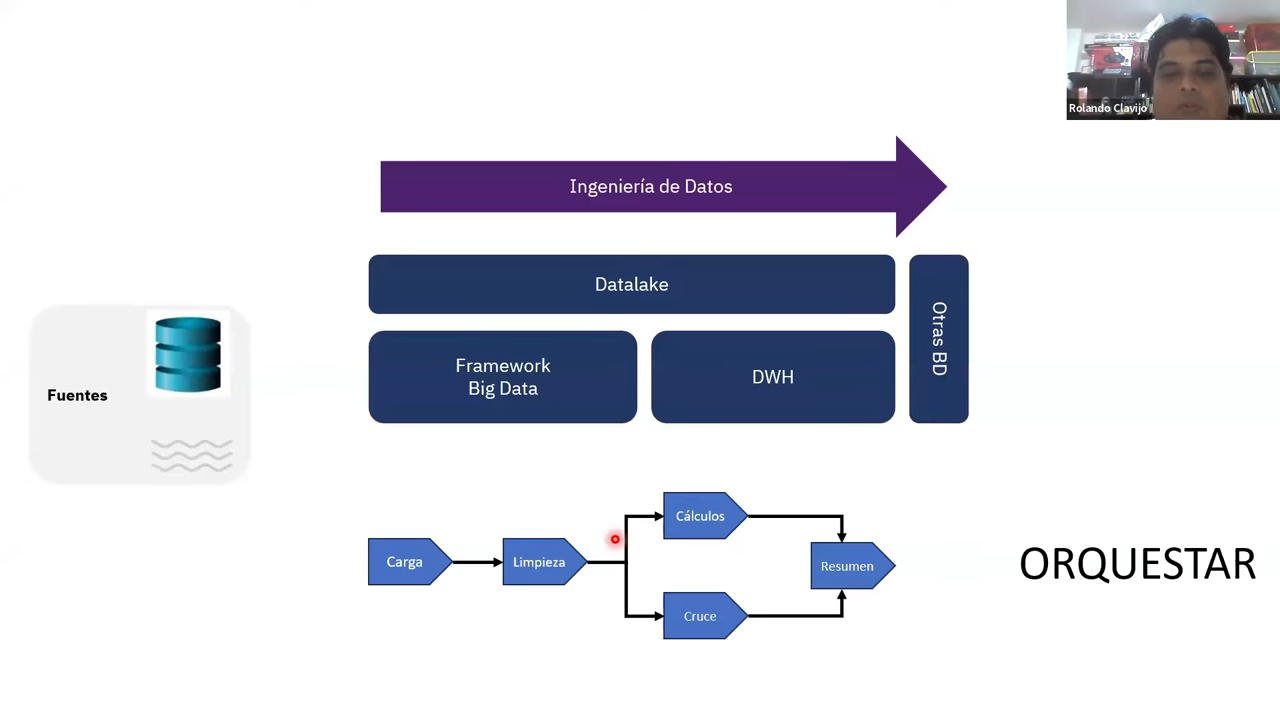 Rolando Clavijo
Ingeniería de Datos
Datalake
Otras BD
Framework
Big Data
DWH
Fuentes
Cálculos
Carga
Limpieza
Resumen
ORQUESTAR
Cruce